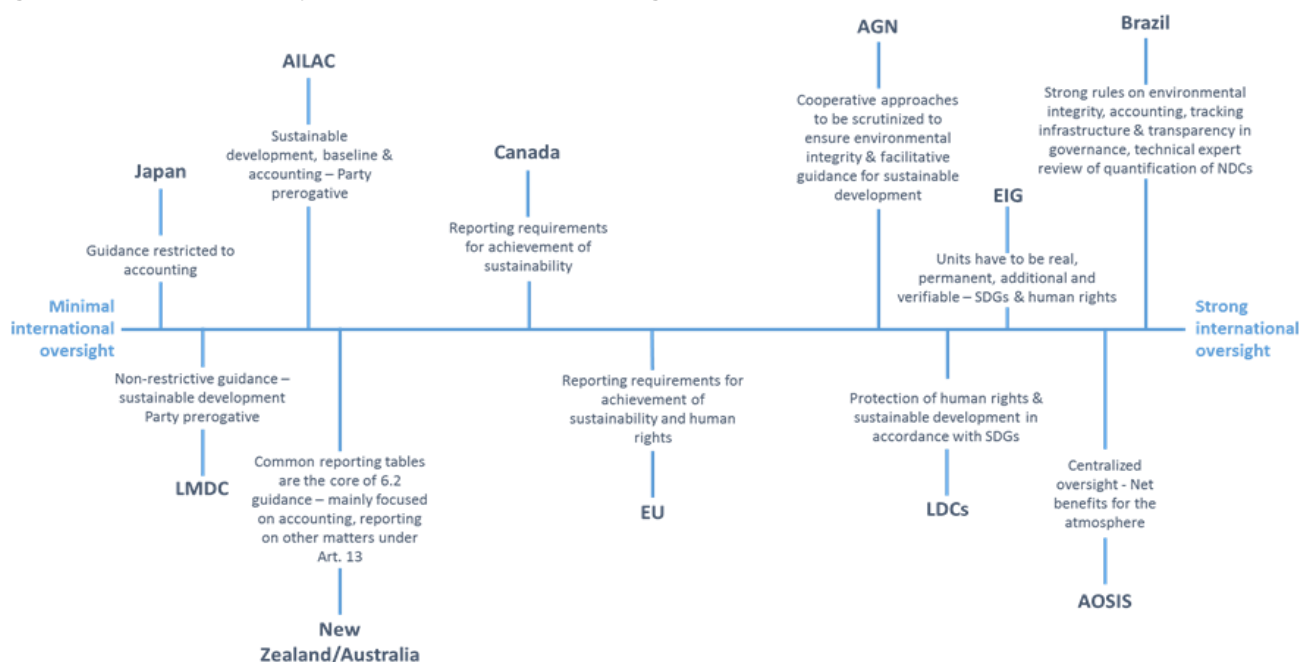 AGN
Brazil
AILAC
Cooperative approaches
to be scrutinized to
ensure environmental
integrity & facilitative
guidance for sustainable
development
Strong rules on environmental
integrity, accounting, tracking
infrastructure & transparency in
governance, technical expert
review of quantification of NDCs
Sustainable
development, baseline &
accounting – Party
prerogative
Canada
Japan
EIG
Reporting requirements
for achievement of
sustainability
Guidance restricted to
accounting
Units have to be real,
permanent, additional and
verifiable – SDGs & human rights
Minimal
international
oversight
Strong
international
oversight
Non-restrictive guidance –
sustainable development
Party prerogative
LMDC
Common reporting tables
are the core of 6.2
guidance – mainly focused
on accounting, reporting
on other matters under
Art. 13
New
Zealand/Australia
Reporting requirements for
achievement of
sustainability and human
rights
EU
Protection of human rights &
sustainable development in
accordance with SDGs
LDCs
Centralized
oversight - Net
benefits for the
atmosphere
AOSIS